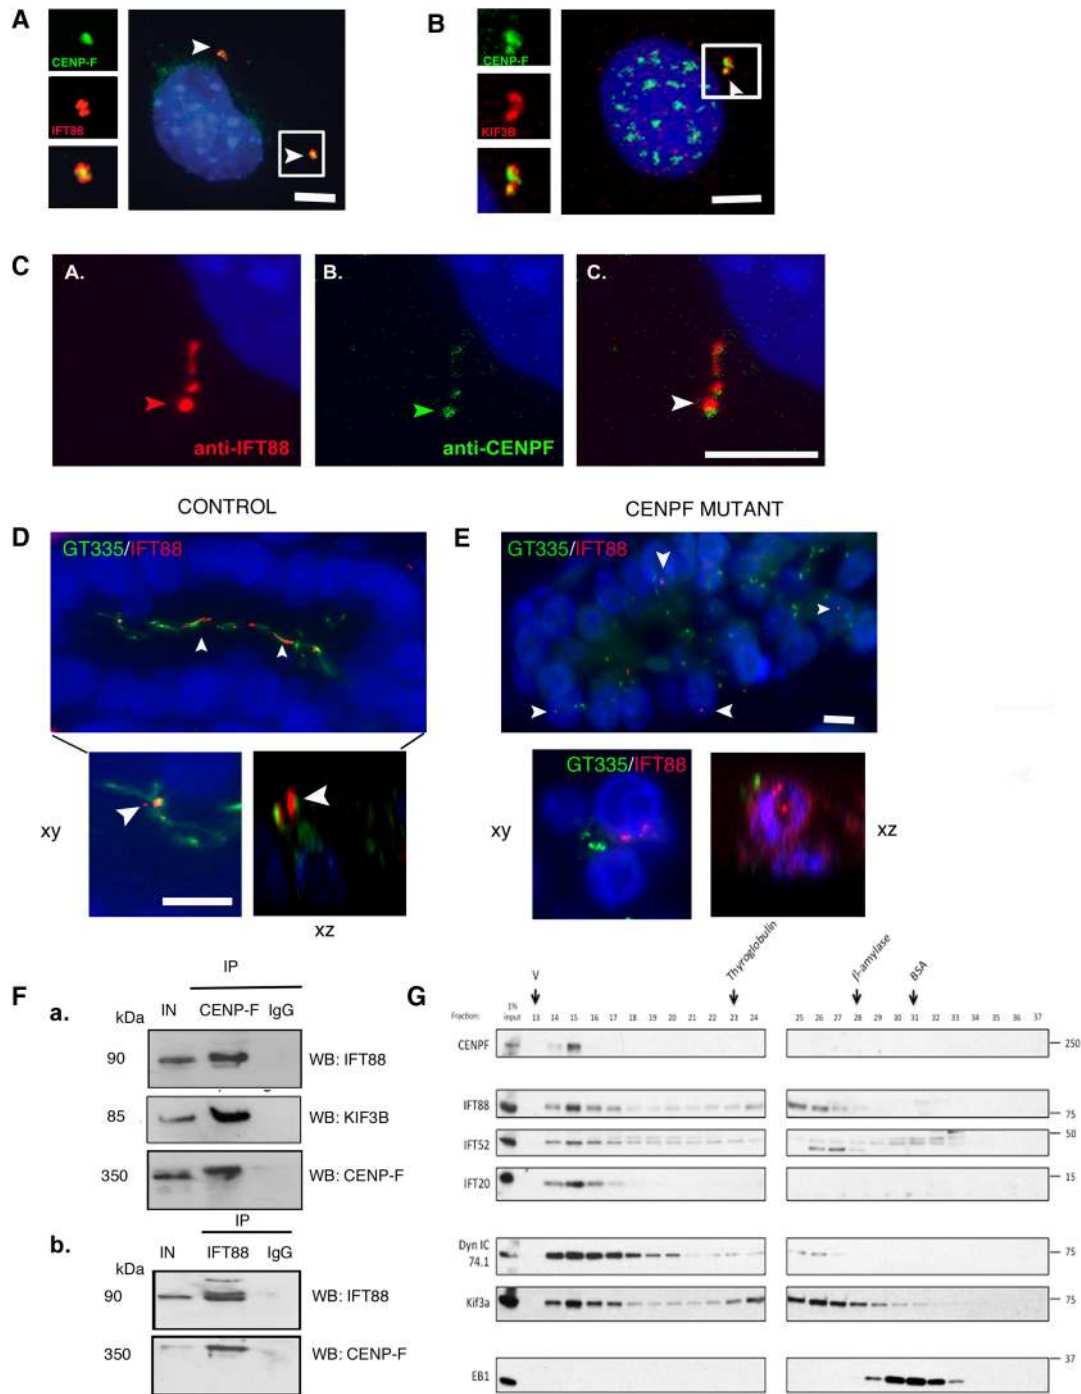 A
CENP-F
IFT88
B
CENP-F
KIF3B
C
A.
anti-IFT88
B.
anti-CENPF
C.
CONTROL
D
GT335/IFT88
xy
xz
CENPF MUTANT
E
GT335/IFT88
GT335/IFT88
xy
xz
F
a.
IP
kDa IN CENP-F IgG
90 WB: IFT88
85 WB: KIF3B
350 WB: CENP-F
b.
IP
kDa IN IFT88 IgG
90 WB: IFT88
350 WB: CENP-F
G
V Thyroglobulin β-amylase BSA
Fraction: 1% input 13 14 15 16 17 18 19 20 21 22 23 24 25 26 27 28 29 30 31 32 33 34 35 36 37
CENPF 250
IFT88 75
IFT52 50
IFT20 15
Dyn IC 74.1 75
Kif3a 75
EB1 37